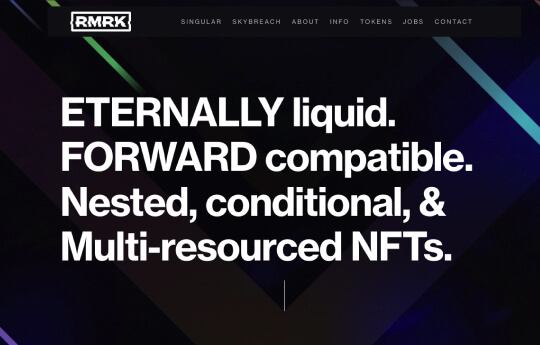 RMRK
SINGULAR SKYBREACH ABOUT INFO TOKENS JOBS CONTACT
ETERNALLY liquid.
FORWARD compatible.
Nested, conditional, &
Multi-resourced NFTs.